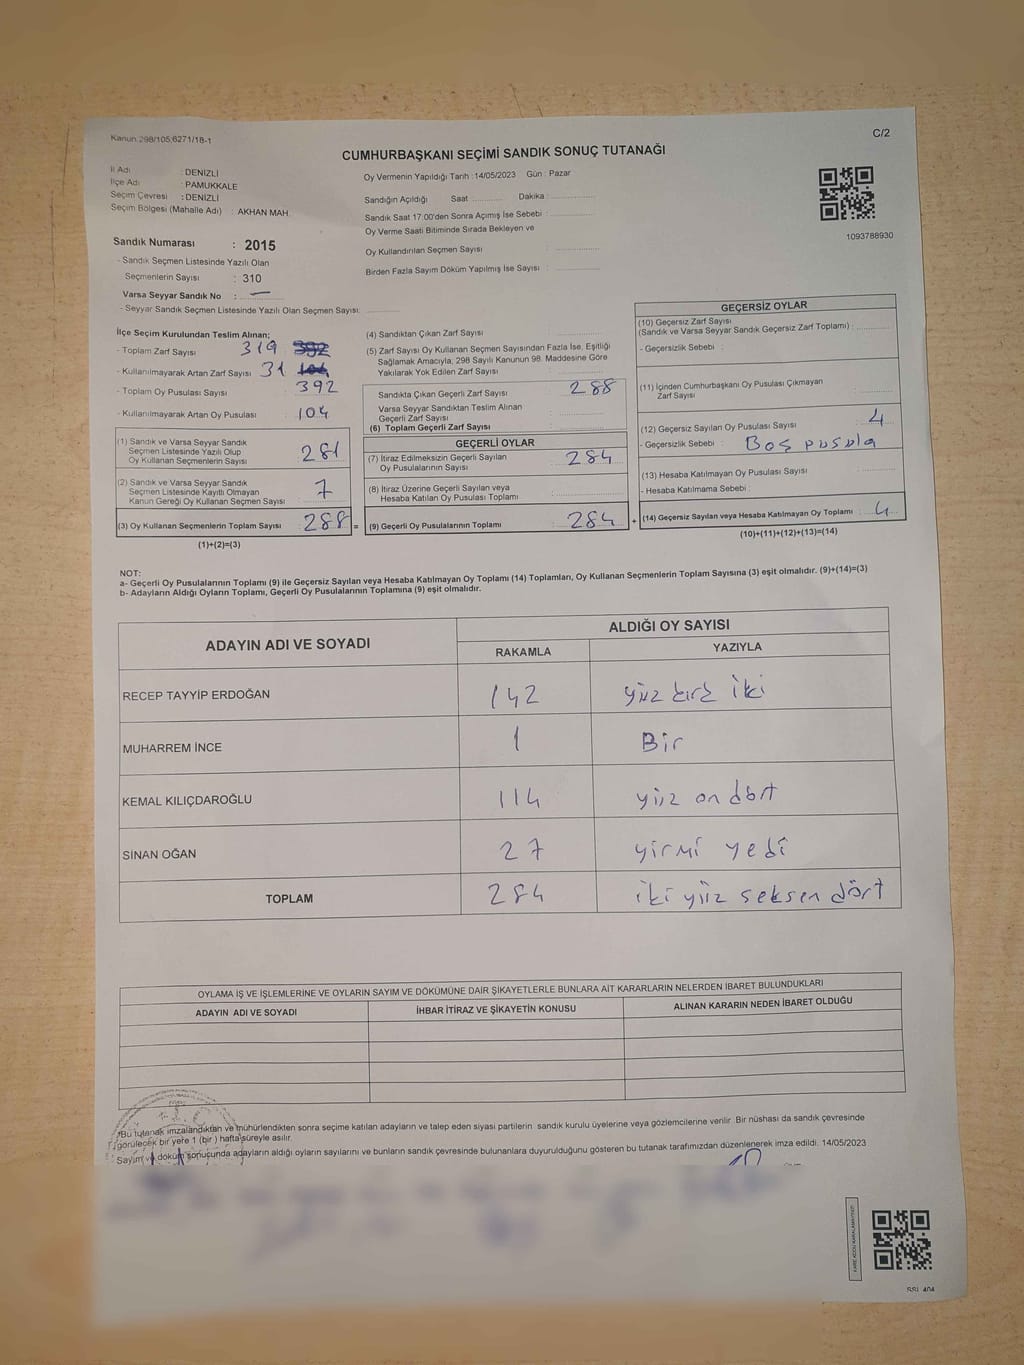 Kanun 298/105;6271/18-1
C/2
CUMHURBAŞKANI SEÇİMİ SANDIK SONUÇ TUTANAĞI
İl Adı : DENİZLİ
İlçe Adı : PAMUKKALE
Seçim Çevresi : DENİZLİ
Seçim Bölgesi (Mahalle Adı) : AKHAN MAH.
Oy Vermenin Yapıldığı Tarih :14/05/2023 Gün : Pazar
Sandığın Açıldığı Saat ........... Dakika :...............
Sandık Saat 17:00'den Sonra Açımış İse Sebebi :...............
Oy Verme Saati Bitiminde Sırada Bekleyen ve
Oy Kullandırılan Seçmen Sayısı :...............
Birden Fazla Sayım Döküm Yapılmış İse Sayısı :...............
1093788930
Sandık Numarası : 2015
- Sandık Seçmen Listesinde Yazılı Olan
Seçmenlerin Sayısı : 310
Varsa Seyyar Sandık No : —
- Seyyar Sandık Seçmen Listesinde Yazılı Olan Seçmen Sayısı: ...........
İlçe Seçim Kurulundan Teslim Alınan;
- Toplam Zarf Sayısı 319 392
- Kullanılmayarak Artan Zarf Sayısı 31 104
- Toplam Oy Pusulası Sayısı 392
- Kullanılmayarak Artan Oy Pusulası : 104
(1) Sandık ve Varsa Seyyar Sandık
Seçmen Listesinde Yazılı Olup
Oy Kullanan Seçmenlerin Sayısı : 281
(2) Sandık ve Varsa Seyyar Sandık
Seçmen Listesinde Kayıtlı Olmayan
Kanun Gereği Oy Kullanan Seçmen Sayısı : 7
(3) Oy Kullanan Seçmenlerin Toplam Sayısı : 288 =
(1)+(2)=(3)
(4) Sandıktan Çıkan Zarf Sayısı :...............
(5) Zarf Sayısı Oy Kullanan Seçmen Sayısından Fazla İse, Eşitliği
Sağlamak Amacıyla, 298 Sayılı Kanunun 98. Maddesine Göre
Yakılarak Yok Edilen Zarf Sayısı :...............
Sandıkta Çıkan Geçerli Zarf Sayısı : 288
Varsa Seyyar Sandıktan Teslim Alınan
Geçerli Zarf Sayısı :...............
(6) Toplam Geçerli Zarf Sayısı :...............
GEÇERLİ OYLAR
(7) İtiraz Edilmeksizin Geçerli Sayılan
Oy Pusulalarının Sayısı : 284
(8) İtiraz Üzerine Geçerli Sayılan veya
Hesaba Katılan Oy Pusulası Toplamı :...............
(9) Geçerli Oy Pusulalarının Toplamı : 284 +
GEÇERSİZ OYLAR
(10) Geçersiz Zarf Sayısı
(Sandık ve Varsa Seyyar Sandık Geçersiz Zarf Toplamı) :...........
- Geçersizlik Sebebi :
(11) İçinden Cumhurbaşkanı Oy Pusulası Çıkmayan
Zarf Sayısı :...........
(12) Geçersiz Sayılan Oy Pusulası Sayısı : 4
- Geçersizlik Sebebi : Boş pusula
(13) Hesaba Katılmayan Oy Pusulası Sayısı :...........
- Hesaba Katılmama Sebebi :
(14) Geçersiz Sayılan veya Hesaba Katılmayan Oy Toplamı : 4
(10)+(11)+(12)+(13)=(14)
NOT:
a- Geçerli Oy Pusulalarının Toplamı (9) ile Geçersiz Sayılan veya Hesaba Katılmayan Oy Toplamı (14) Toplamları, Oy Kullanan Seçmenlerin Toplam Sayısına (3) eşit olmalıdır. (9)+(14)=(3)
b- Adayların Aldığı Oyların Toplamı, Geçerli Oy Pusulalarının Toplamına (9) eşit olmalıdır.
ADAYIN ADI VE SOYADI ALDIĞI OY SAYISI
RAKAMLA YAZIYLA
RECEP TAYYİP ERDOĞAN 142 yüz kırk iki
MUHARREM İNCE 1 Bir
KEMAL KILIÇDAROĞLU 114 yüz on dört
SİNAN OĞAN 27 yirmi yedi
TOPLAM 284 iki yüz seksen dört
OYLAMA İŞ VE İŞLEMLERİNE VE OYLARIN SAYIM VE DÖKÜMÜNE DAİR ŞİKAYETLERLE BUNLARA AİT KARARLARIN NELERDEN İBARET BULUNDUKLARI
ADAYIN ADI VE SOYADI İHBAR İTİRAZ VE ŞİKAYETİN KONUSU ALINAN KARARIN NEDEN İBARET OLDUĞU
*Bu tutanak imzalandıktan ve mühürlendikten sonra seçime katılan adayların ve talep eden siyasi partilerin sandık kurulu üyelerine veya gözlemcilerine verilir. Bir nüshası da sandık çevresinde
görülecek bir yere 1 (bir ) hafta süreyle asılır.
Sayım ve döküm sonucunda adayların aldığı oyların sayılarını ve bunların sandık çevresinde bulunanlara duyurulduğunu gösteren bu tutanak tarafımızdan düzenlenerek imza edildi. 14/05/2023